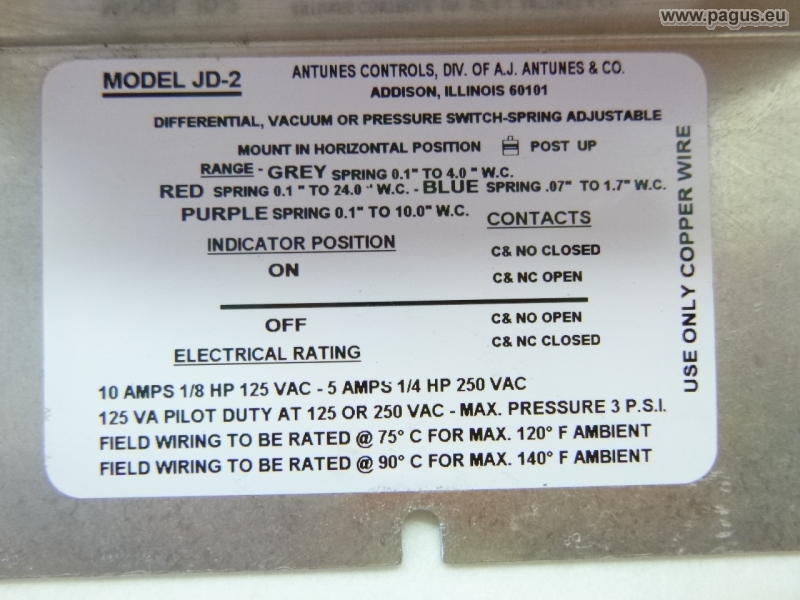 www.pagus.eu
MODEL JD-2
ANTUNES CONTROLS, DIV. OF A.J. ANTUNES & CO.
ADDISON, ILLINOIS 60101
DIFFERENTIAL, VACUUM OR PRESSURE SWITCH-SPRING ADJUSTABLE
MOUNT IN HORIZONTAL POSITION POST UP
RANGE - GREY SPRING 0.1" TO 4.0 " W.C.
RED SPRING 0.1 " TO 24.0 " W.C. - BLUE SPRING .07" TO 1.7" W.C.
PURPLE SPRING 0.1" TO 10.0" W.C.
CONTACTS
INDICATOR POSITION
C& NO CLOSED
ON
C& NC OPEN
C& NO OPEN
OFF
C& NC CLOSED
ELECTRICAL RATING
10 AMPS 1/8 HP 125 VAC - 5 AMPS 1/4 HP 250 VAC
125 VA PILOT DUTY AT 125 OR 250 VAC - MAX. PRESSURE 3 P.S.I.
FIELD WIRING TO BE RATED @ 75° C FOR MAX. 120° F AMBIENT
FIELD WIRING TO BE RATED @ 90° C FOR MAX. 140° F AMBIENT
USE ONLY COPPER WIRE